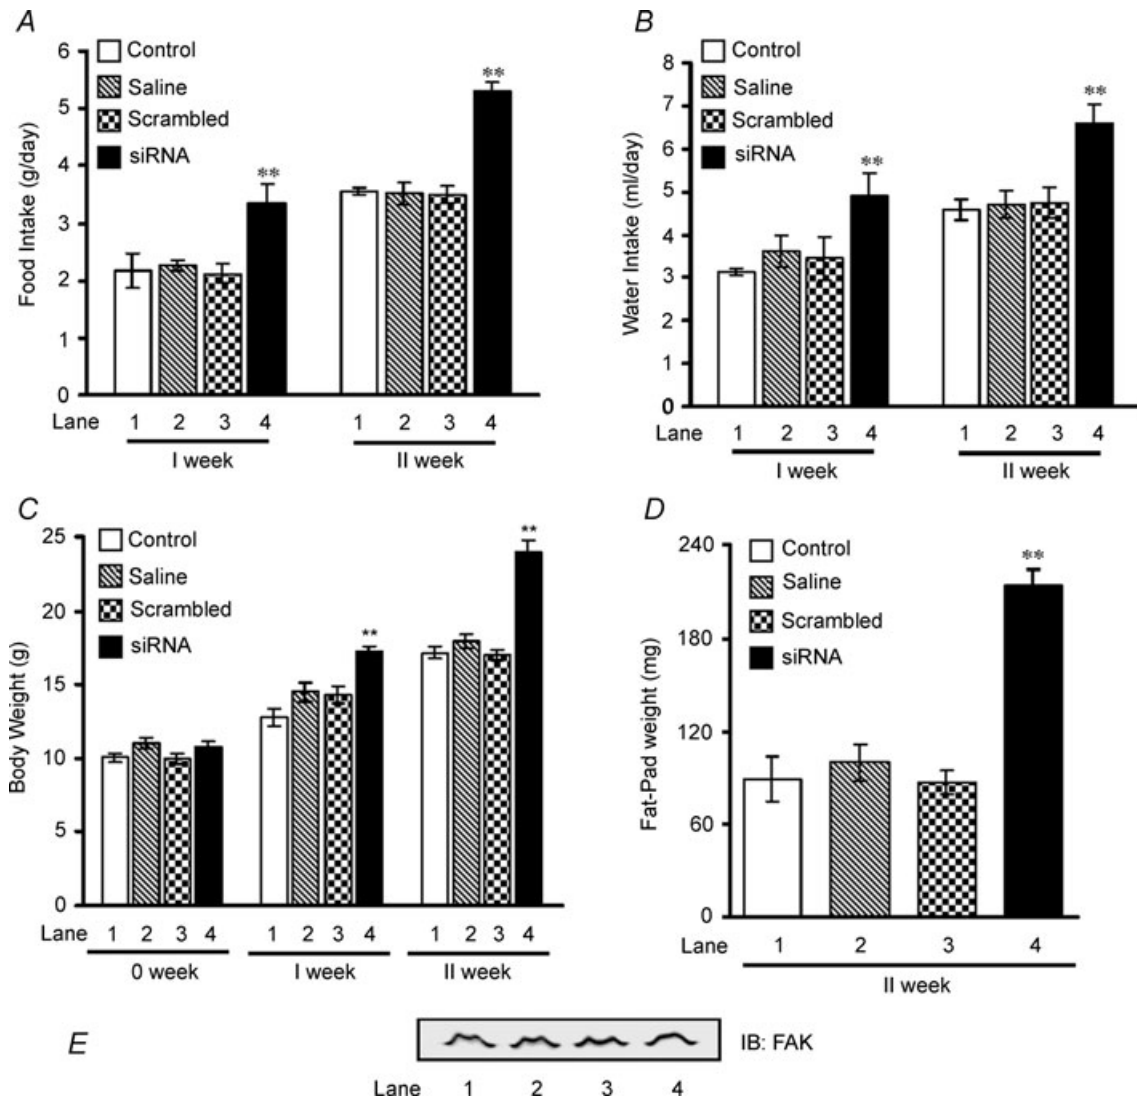 A
6
5
4
3
2
1
0
Food Intake (g/day)
Control
Saline
Scrambled
siRNA
**
**
Lane 1 2 3 4 1 2 3 4
I week II week
B
8
7
6
5
4
3
2
1
0
Water Intake (ml/day)
Control
Saline
Scrambled
siRNA
**
**
Lane 1 2 3 4 1 2 3 4
I week II week
C
25
20
15
10
5
0
Body Weight (g)
Control
Saline
Scrambled
siRNA
**
**
Lane 1 2 3 4 1 2 3 4 1 2 3 4
0 week I week II week
D
240
180
120
60
0
Fat-Pad weight (mg)
Control
Saline
Scrambled
siRNA
**
Lane 1 2 3 4
II week
E
IB: FAK
Lane 1 2 3 4